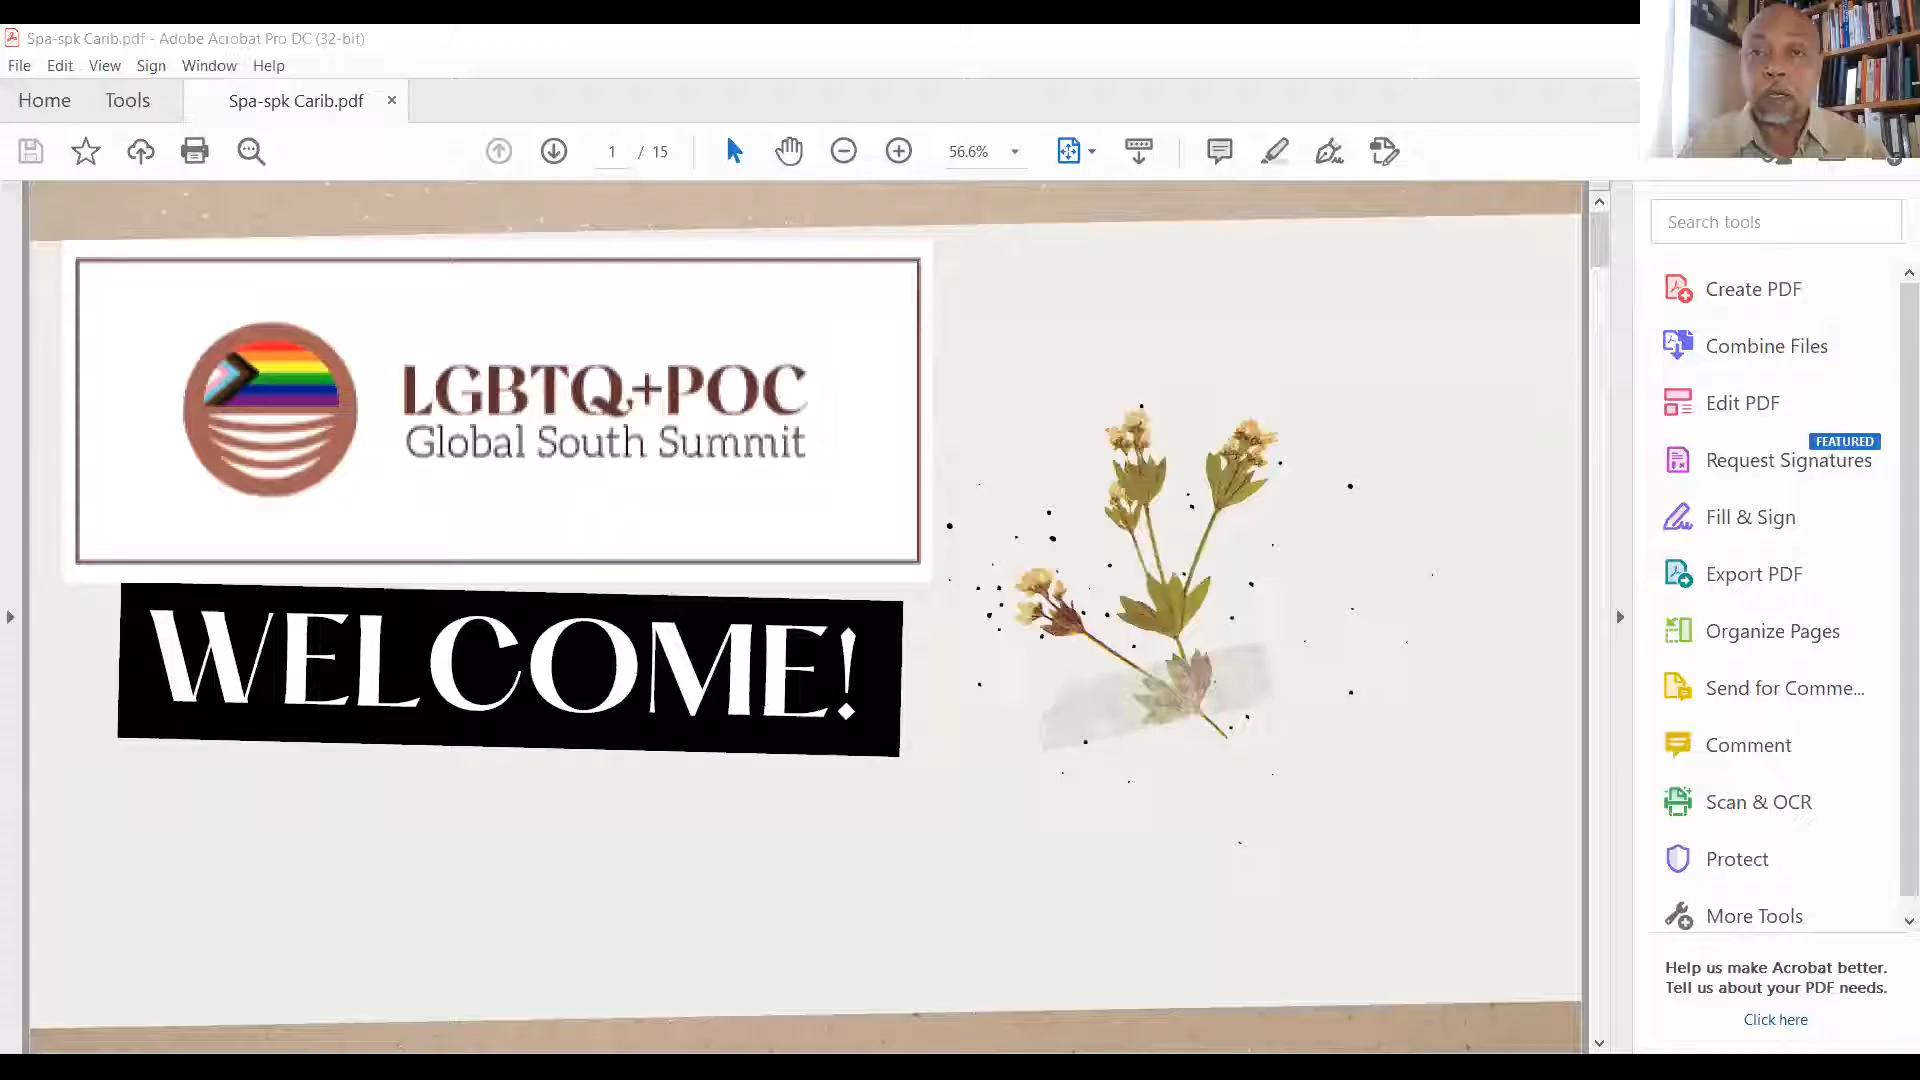 Spa-spk Carib.pdf - Adobe Acrobat Pro DC (32-bit)
File Edit View Sign Window Help
Home Tools Spa-spk Carib.pdf ×
1 / 15 56.6%
LGBTQ+POC
Global South Summit
WELCOME!
Search tools
Create PDF
Combine Files
Edit PDF
FEATURED
Request Signatures
Fill & Sign
Export PDF
Organize Pages
Send for Comme...
Comment
Scan & OCR
Protect
More Tools
Help us make Acrobat better.
Tell us about your PDF needs.
Click here